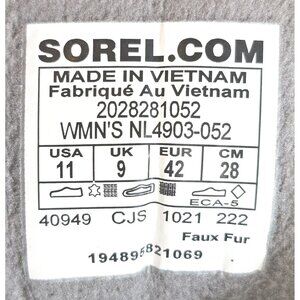 SOREL.COM
MADE IN VIETNAM
Fabriqué Au Vietnam
2028281052
WMN'S NL4903-052
USA UK EUR CM
11 9 42 28
ECA-5
40949 CJS 1021 222
Faux Fur
194895821069